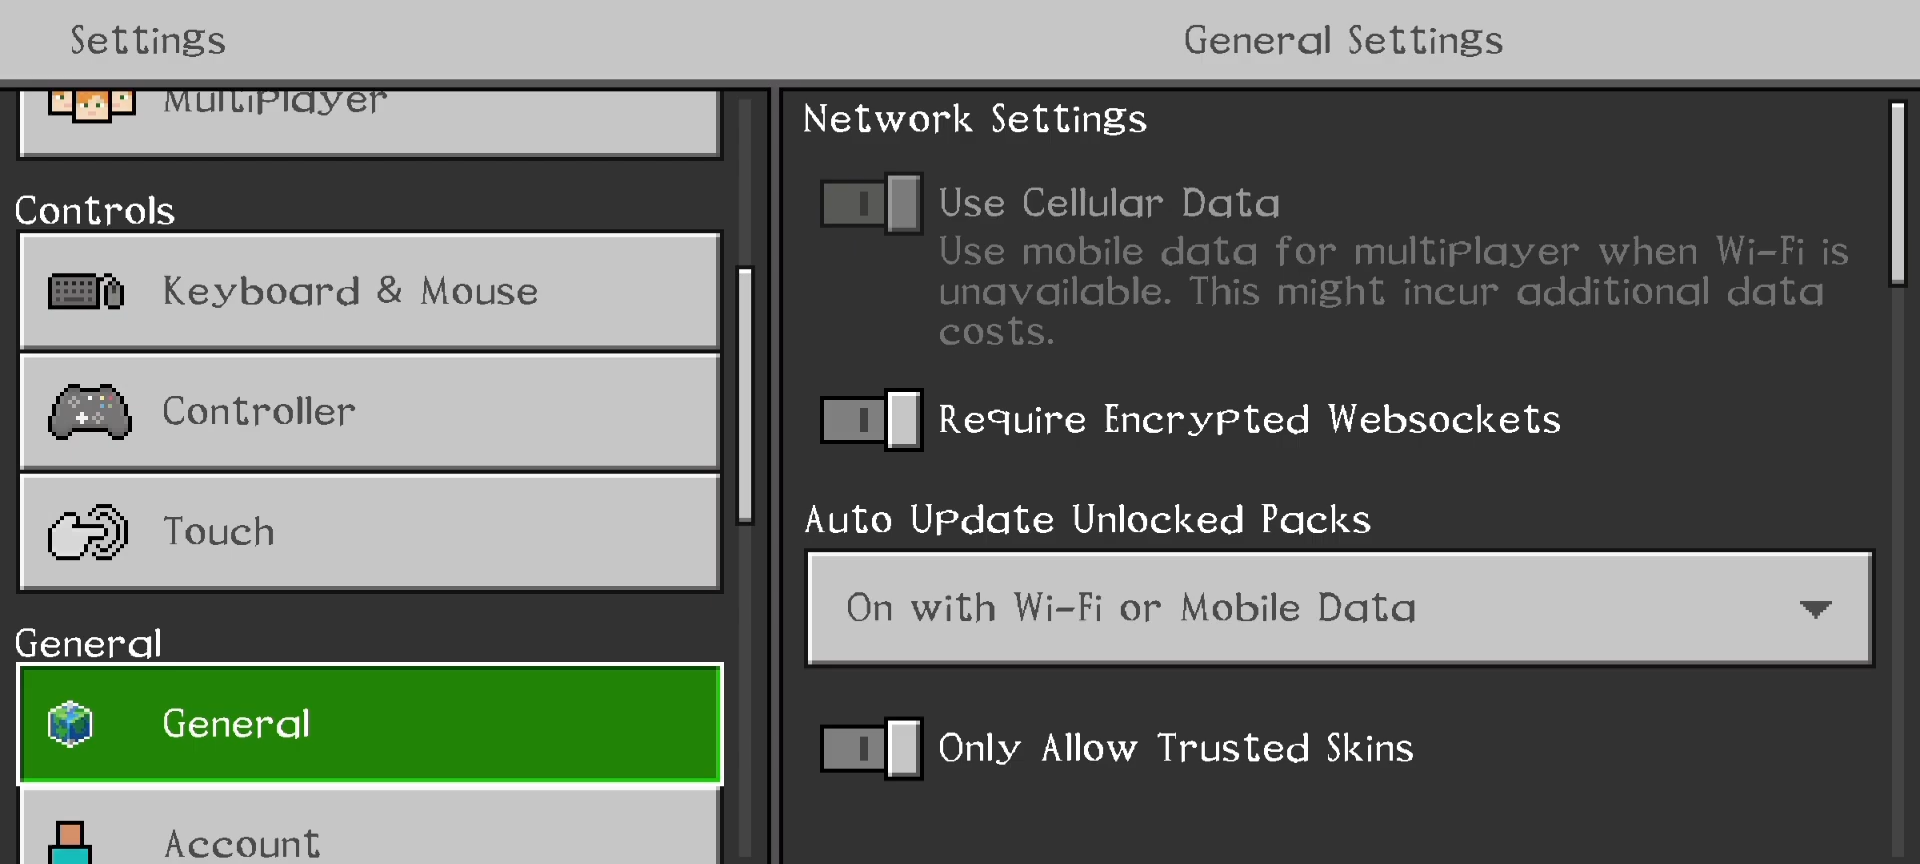 Settings
General Settings
Multiplayer
Controls
Keyboard & Mouse
Controller
Touch
General
General
Account
Network Settings
Use Cellular Data
Use mobile data for multiplayer when Wi-Fi is
unavailable. This might incur additional data
costs.
Require Encrypted Websockets
Auto Update Unlocked Packs
On with Wi-Fi or Mobile Data
Only Allow Trusted Skins